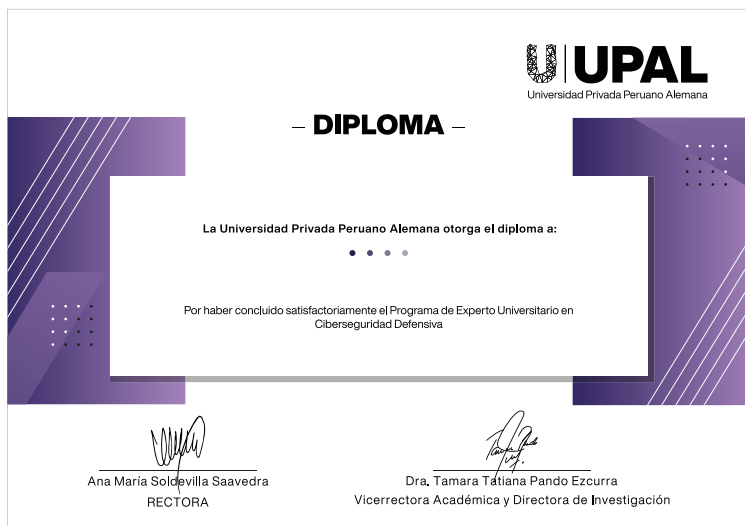 UPAL
Universidad Privada Peruano Alemana
– DIPLOMA –
La Universidad Privada Peruano Alemana otorga el diploma a:
Por haber concluido satisfactoriamente el Programa de Experto Universitario en
Ciberseguridad Defensiva
Ana María Soldevilla Saavedra
RECTORA
Dra. Tamara Tatiana Pando Ezcurra
Vicerrectora Académica y Directora de Investigación